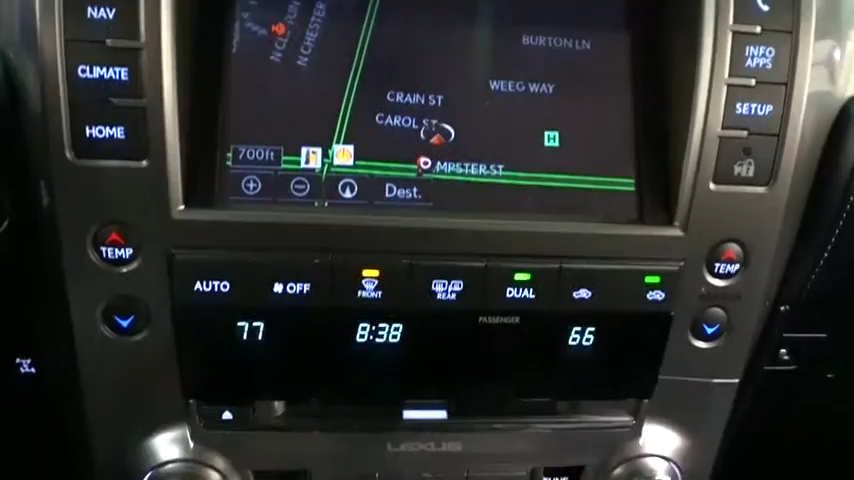 NAV
CLIMATE
HOME
N CHESTER
BURTON LN
WEEG WAY
CRAIN ST
CAROL ST
H
700ft
MPSTER ST
Dest.
INFO
APPS
SETUP
TEMP
TEMP
AUTO
OFF
FRONT
REAR
DUAL
77
8:38
PASSENGER
66
LEXUS
TUNE